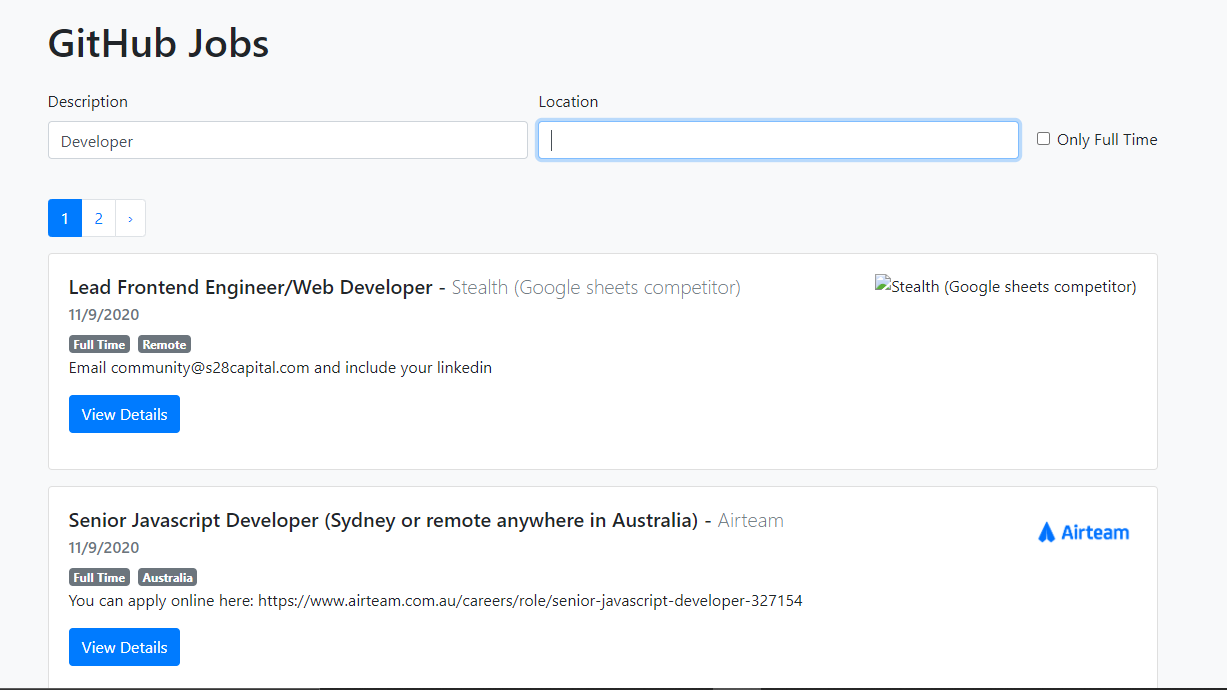 GitHub Jobs
Description
Location
Developer
Only Full Time
1 2 ›
Lead Frontend Engineer/Web Developer - Stealth (Google sheets competitor)
Stealth (Google sheets competitor)
11/9/2020
Full Time Remote
Email community@s28capital.com and include your linkedin
View Details
Senior Javascript Developer (Sydney or remote anywhere in Australia) - Airteam
Airteam
11/9/2020
Full Time Australia
You can apply online here: https://www.airteam.com.au/careers/role/senior-javascript-developer-327154
View Details